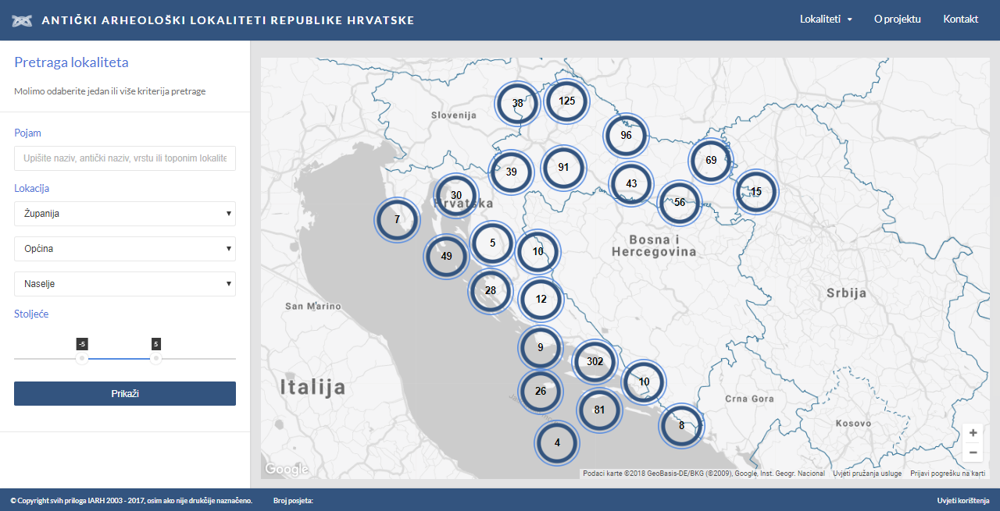 ANTIČKI ARHEOLOŠKI LOKALITETI REPUBLIKE HRVATSKE
Lokaliteti
O projektu
Kontakt
Pretraga lokaliteta
Molimo odaberite jedan ili više kriterija pretrage
Pojam
Upišite naziv, antički naziv, vrstu ili toponim lokalite
Lokacija
Županija
Općina
Naselje
Stoljeće
-5
5
Prikaži
38
125
Slovenija
96
69
39
91
43
15
30
Hrvatska
56
7
5
10
49
Bosna i
Hercegovina
28
12
Srbija
San Marino
9
302
10
Italija
26
81
Crna Gora
8
Kosovo
4
+
−
Google
Podaci karte ©2018 GeoBasis-DE/BKG (©2009), Google, Inst. Geogr. Nacional
Uvjeti pružanja usluge
Prijavi pogrešku na karti
© Copyright svih priloga IARH 2003 - 2017, osim ako nije drukčije naznačeno.
Broj posjeta:
Uvjeti korištenja